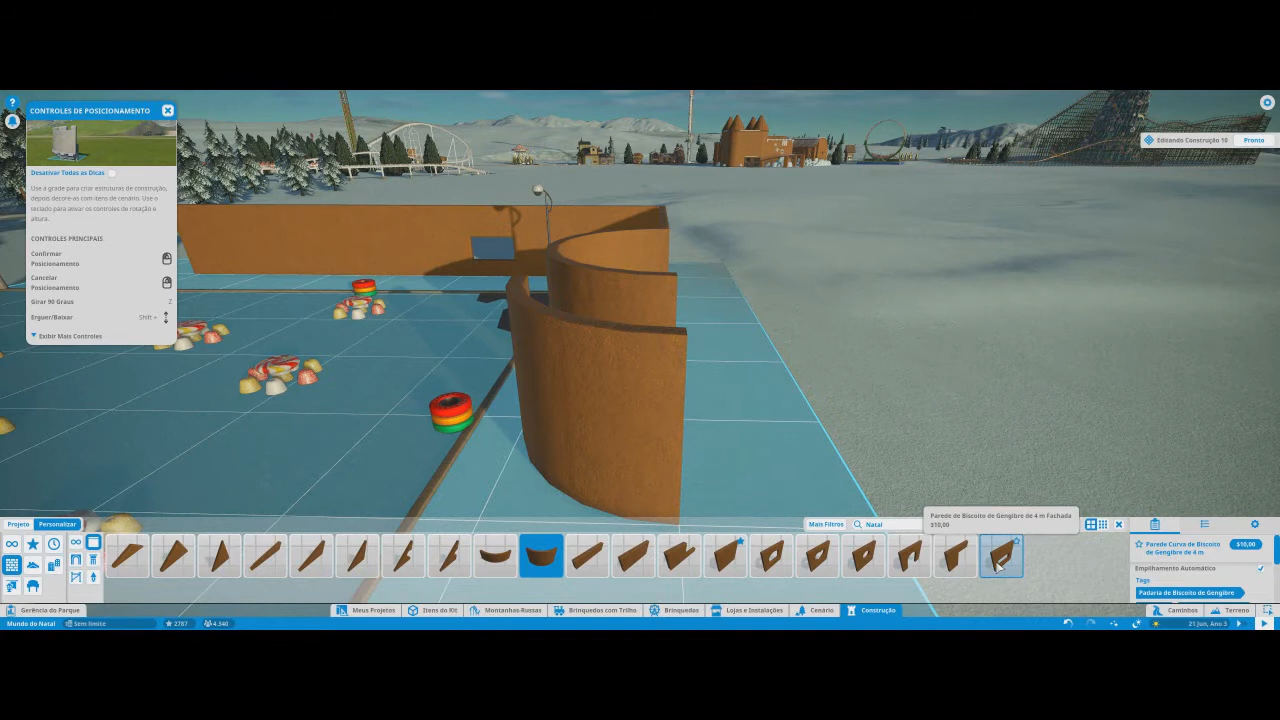 ?
CONTROLES DE POSICIONAMENTO
Desativar Todas as Dicas
Use a grade para criar estruturas de construção,
depois decore-as com itens de cenário. Use o
teclado para ativar os controles de rotação e
altura.
CONTROLES PRINCIPAIS
Confirmar
Posicionamento
Cancelar
Posicionamento
Girar 90 Graus Z
Erguer/Baixar Shift +
Exibir Mais Controles
Editando Construção 10 Pronto
Parede de Biscoito de Gengibre de 4 m Fachada
$10,00
Projeto Personalizar
Mais Filtros Natal
Parede Curva de Biscoito
de Gengibre de 4 m
$10,00
Empilhamento Automático
Tags
Padaria de Biscoito de Gengibre
Gerência do Parque
Meus Projetos Itens do Kit Montanhas-Russas Brinquedos com Trilho Brinquedos Lojas e Instalações Cenário Construção
Caminhos Terreno
Mundo do Natal Sem limite 2787 4.340
21 Jun, Ano 3